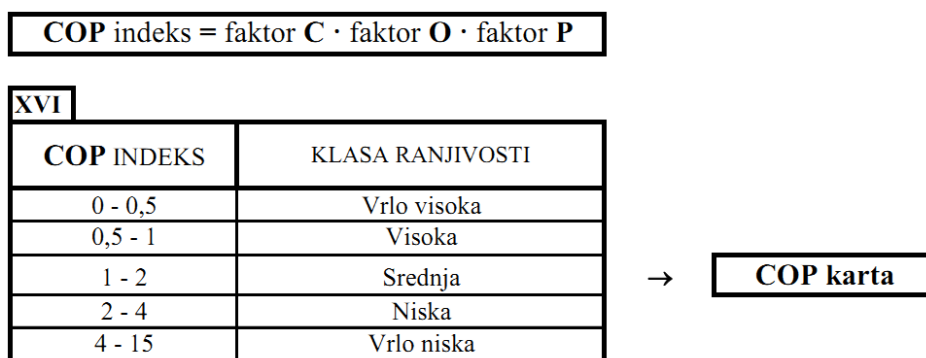 COP indeks = faktor C · faktor O · faktor P
XVI
COP INDEKS KLASA RANJIVOSTI
0 - 0,5 Vrlo visoka
0,5 - 1 Visoka
1 - 2 Srednja
2 - 4 Niska
4 - 15 Vrlo niska
→ COP karta